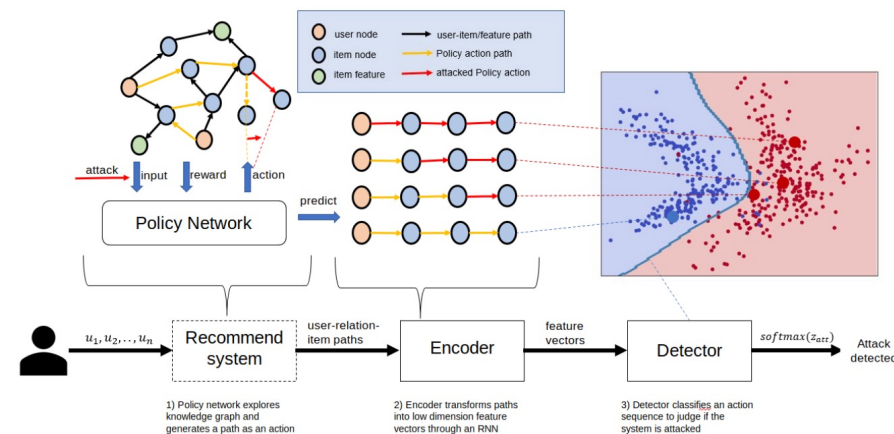 user node
item node
item feature
user-item/feature path
Policy action path
attacked Policy action
attack
input
reward
action
Policy Network
predict
u₁, u₂, . . , uₙ
Recommend
system
user-relation-
item paths
Encoder
feature
vectors
Detector
softmax(zₐₜₜ)
Attack
detected
1) Policy network explores
knowledge graph and
generates a path as an action
2) Encoder transforms paths
into low dimension feature
vectors through an RNN
3) Detector classifies an action
sequence to judge if the
system is attacked